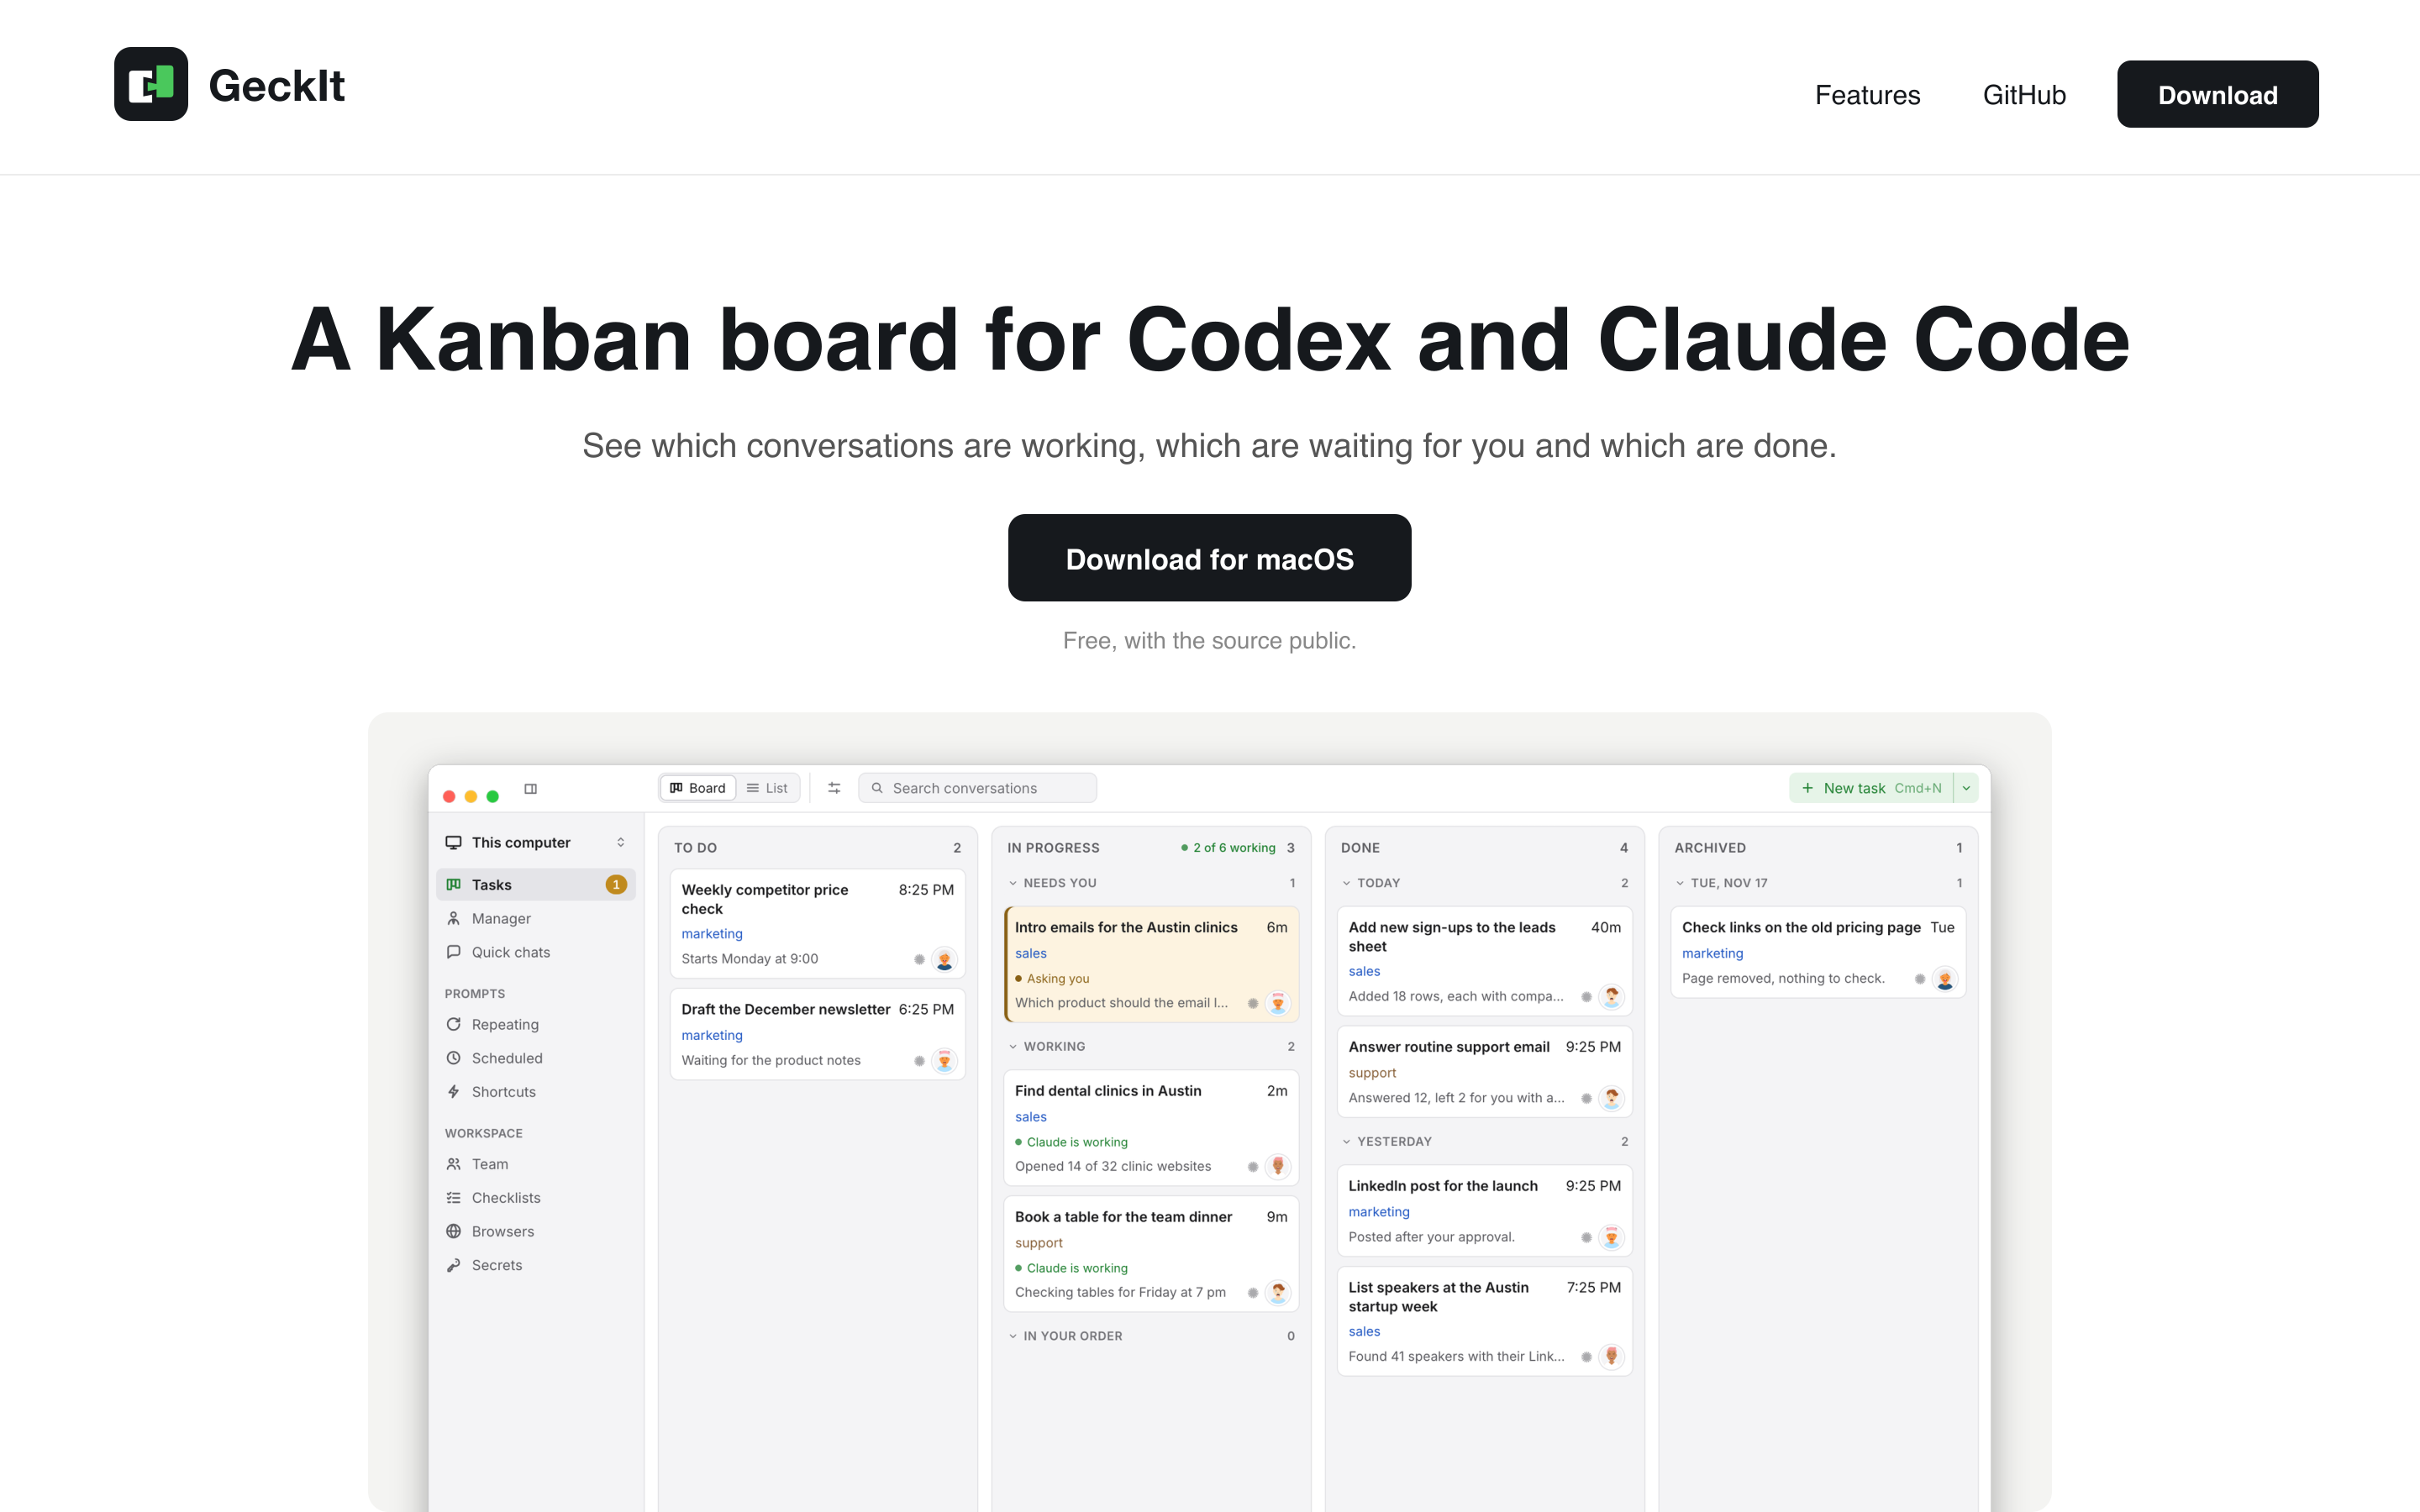 GeckIt
Features
GitHub
Download
A Kanban board for Codex and Claude Code
See which conversations are working, which are waiting for you and which are done.
Download for macOS
Free, with the source public.
Board
List
Search conversations
New task Cmd+N
This computer
Tasks 1
Manager
Quick chats
PROMPTS
Repeating
Scheduled
Shortcuts
WORKSPACE
Team
Checklists
Browsers
Secrets
TO DO 2
Weekly competitor price 8:25 PM
check
marketing
Starts Monday at 9:00
Draft the December newsletter 6:25 PM
marketing
Waiting for the product notes
IN PROGRESS 2 of 6 working 3
NEEDS YOU 1
Intro emails for the Austin clinics 6m
sales
Asking you
Which product should the email l...
WORKING 2
Find dental clinics in Austin 2m
sales
Claude is working
Opened 14 of 32 clinic websites
Book a table for the team dinner 9m
support
Claude is working
Checking tables for Friday at 7 pm
IN YOUR ORDER 0
DONE 4
TODAY 2
Add new sign-ups to the leads 40m
sheet
sales
Added 18 rows, each with compa...
Answer routine support email 9:25 PM
support
Answered 12, left 2 for you with a...
YESTERDAY 2
LinkedIn post for the launch 9:25 PM
marketing
Posted after your approval.
List speakers at the Austin 7:25 PM
startup week
sales
Found 41 speakers with their Link...
ARCHIVED 1
TUE, NOV 17 1
Check links on the old pricing page Tue
marketing
Page removed, nothing to check.